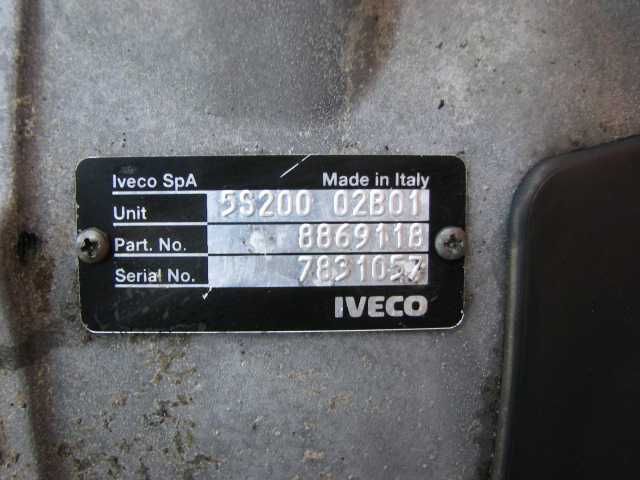 Iveco SpA Made in Italy
Unit 5S200 02B01
Part. No. 8869118
Serial No. 7831057
IVECO